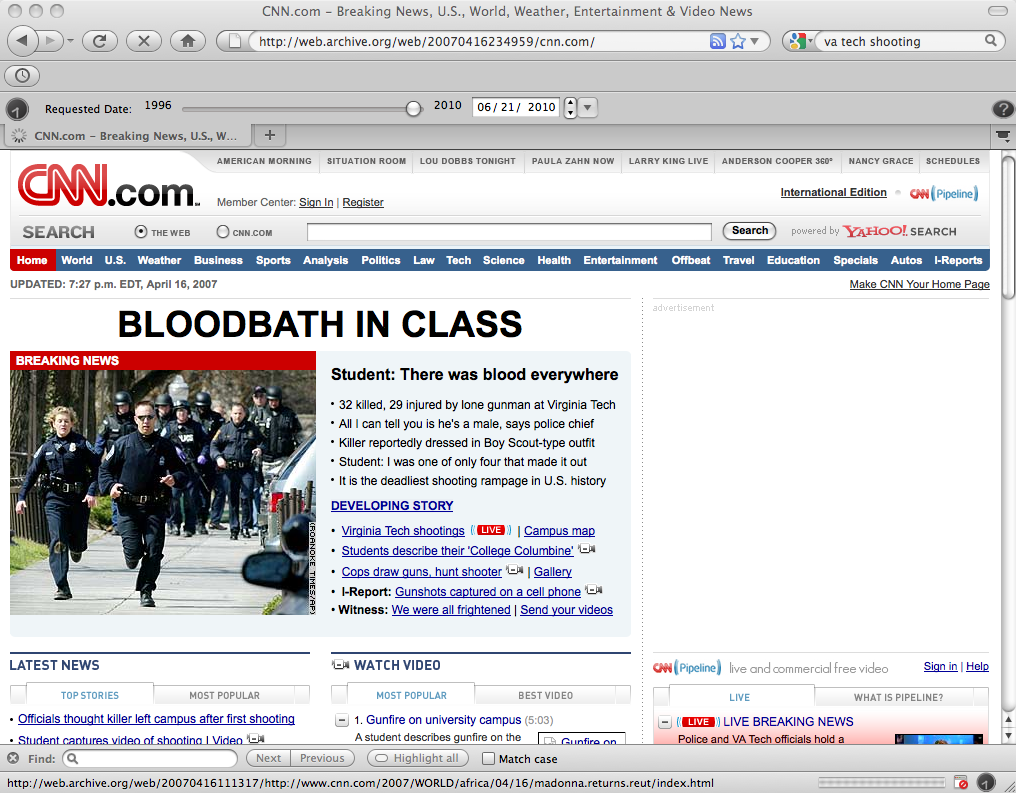 CNN.com – Breaking News, U.S., World, Weather, Entertainment & Video News
http://web.archive.org/web/20070416234959/cnn.com/
va tech shooting
Requested Date: 1996 2010 06/21/2010
CNN.com – Breaking News, U.S., W...
AMERICAN MORNING SITUATION ROOM LOU DOBBS TONIGHT PAULA ZAHN NOW LARRY KING LIVE ANDERSON COOPER 360° NANCY GRACE SCHEDULES
CNN.com
Member Center: Sign In | Register
International Edition CNN Pipeline
SEARCH THE WEB CNN.COM Search powered by YAHOO! SEARCH
Home World U.S. Weather Business Sports Analysis Politics Law Tech Science Health Entertainment Offbeat Travel Education Specials Autos I-Reports
UPDATED: 7:27 p.m. EDT, April 16, 2007
Make CNN Your Home Page
advertisement
BLOODBATH IN CLASS
BREAKING NEWS
(ROANOKE TIMES/AP)
Student: There was blood everywhere
• 32 killed, 29 injured by lone gunman at Virginia Tech
• All I can tell you is he's a male, says police chief
• Killer reportedly dressed in Boy Scout-type outfit
• Student: I was one of only four that made it out
• It is the deadliest shooting rampage in U.S. history
DEVELOPING STORY
• Virginia Tech shootings LIVE | Campus map
• Students describe their 'College Columbine'
• Cops draw guns, hunt shooter | Gallery
• I-Report: Gunshots captured on a cell phone
• Witness: We were all frightened | Send your videos
LATEST NEWS
TOP STORIES MOST POPULAR
• Officials thought killer left campus after first shooting
• Student captures video of shooting | Video
WATCH VIDEO
MOST POPULAR BEST VIDEO
1. Gunfire on university campus (5:03)
A student describes gunfire on the
Gunfire on
CNN Pipeline live and commercial free video Sign in | Help
LIVE WHAT IS PIPELINE?
LIVE LIVE BREAKING NEWS
Police and VA Tech officials hold a
Find: Next Previous Highlight all Match case
http://web.archive.org/web/20070416111317/http://www.cnn.com/2007/WORLD/africa/04/16/madonna.returns.reut/index.html